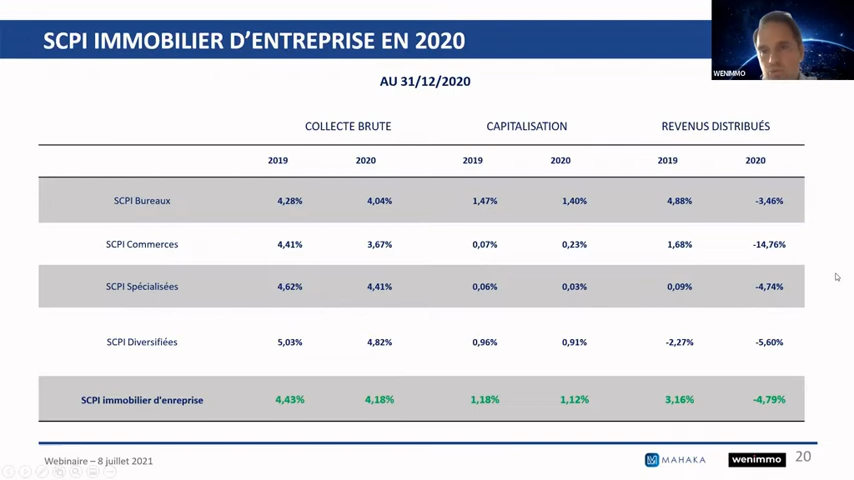 SCPI IMMOBILIER D'ENTREPRISE EN 2020
WENIMMO
AU 31/12/2020
COLLECTE BRUTE CAPITALISATION REVENUS DISTRIBUÉS
2019 2020 2019 2020 2019 2020
SCPI Bureaux 4,28% 4,04% 1,47% 1,40% 4,88% -3,46%
SCPI Commerces 4,41% 3,67% 0,07% 0,23% 1,68% -14,76%
SCPI Spécialisées 4,62% 4,41% 0,06% 0,03% 0,09% -4,74%
SCPI Diversifiées 5,03% 4,82% 0,96% 0,91% -2,27% -5,60%
SCPI immobilier d'enreprise 4,43% 4,18% 1,18% 1,12% 3,16% -4,79%
Webinaire – 8 juillet 2021 MAHAKA wenimmo 20